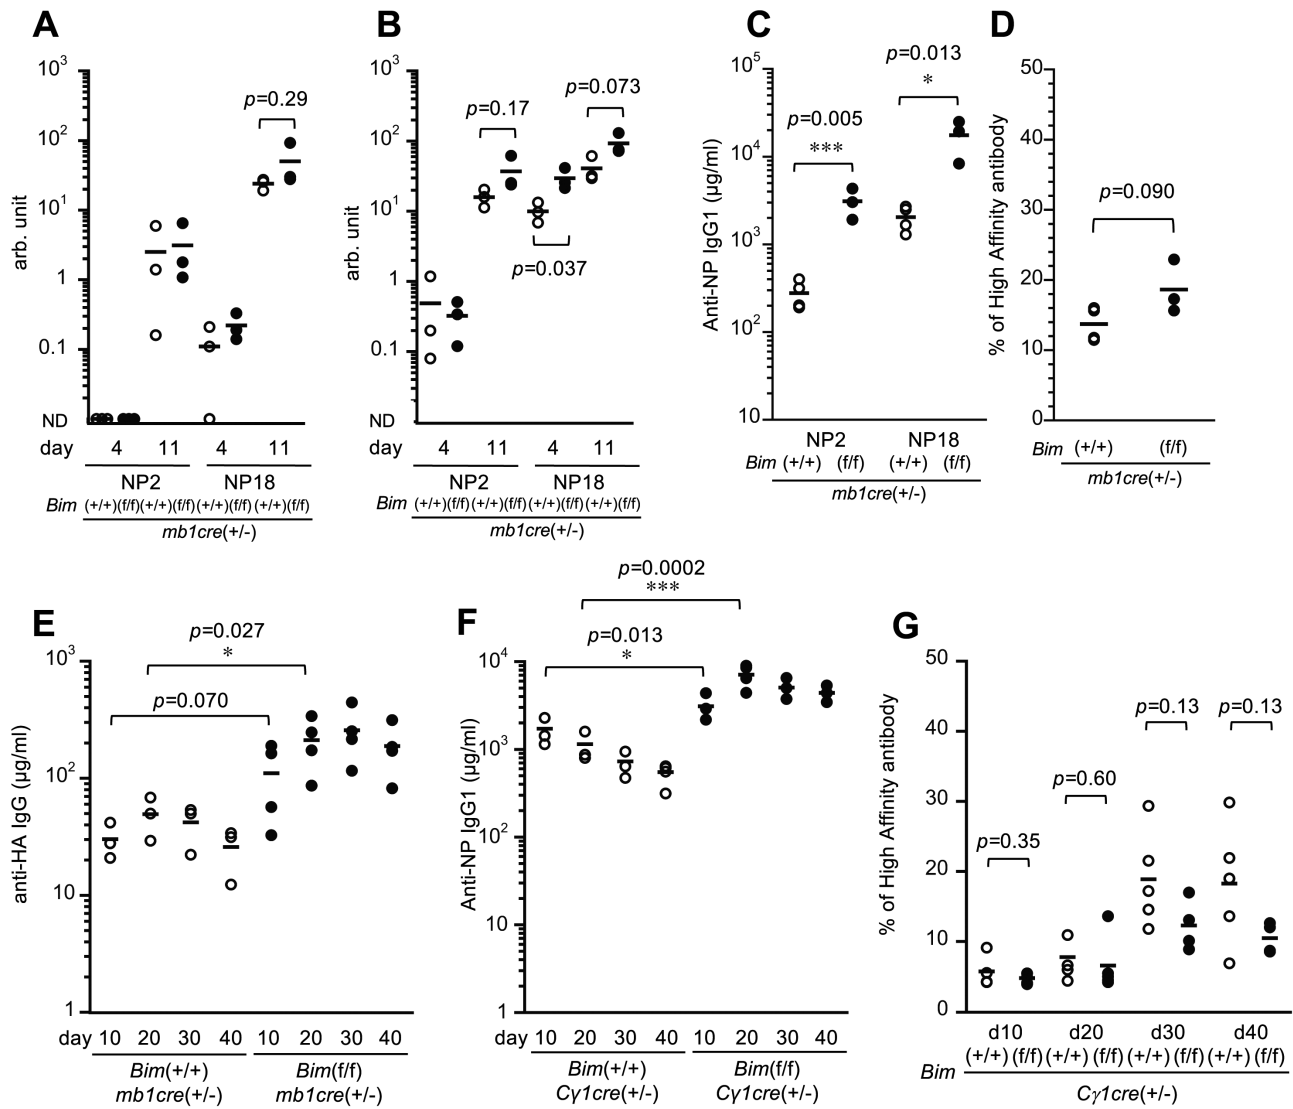 A
10³
10²
10¹
1
0.1
ND
arb. unit
p=0.29
day 4 11 4 11
NP2 NP18
Bim (+/+)(f/f)(+/+)(f/f)(+/+)(f/f)(+/+)(f/f)
mb1cre(+/-)
B
10³
10²
10¹
1
0.1
ND
arb. unit
p=0.17
p=0.073
p=0.037
day 4 11 4 11
NP2 NP18
Bim (+/+)(f/f)(+/+)(f/f)(+/+)(f/f)(+/+)(f/f)
mb1cre(+/-)
C
10⁵
10⁴
10³
10²
10
Anti-NP IgG1 (µg/ml)
p=0.005
***
p=0.013
*
NP2 NP18
Bim (+/+) (f/f) (+/+) (f/f)
mb1cre(+/-)
D
50
40
30
20
10
0
% of High Affinity antibody
p=0.090
Bim (+/+) (f/f)
mb1cre(+/-)
E
10³
10²
10
1
anti-HA IgG (µg/ml)
p=0.027
*
p=0.070
day 10 20 30 40 10 20 30 40
Bim(+/+) Bim(f/f)
mb1cre(+/-) mb1cre(+/-)
F
10⁴
10³
10²
10
1
Anti-NP IgG1 (µg/ml)
p=0.0002
***
p=0.013
*
day 10 20 30 40 10 20 30 40
Bim(+/+) Bim(f/f)
Cγ1cre(+/-) Cγ1cre(+/-)
G
50
40
30
20
10
0
% of High Affinity antibody
p=0.35
p=0.60
p=0.13
p=0.13
d10 d20 d30 d40
(+/+) (f/f) (+/+) (f/f) (+/+) (f/f) (+/+) (f/f)
Bim
Cγ1cre(+/-)